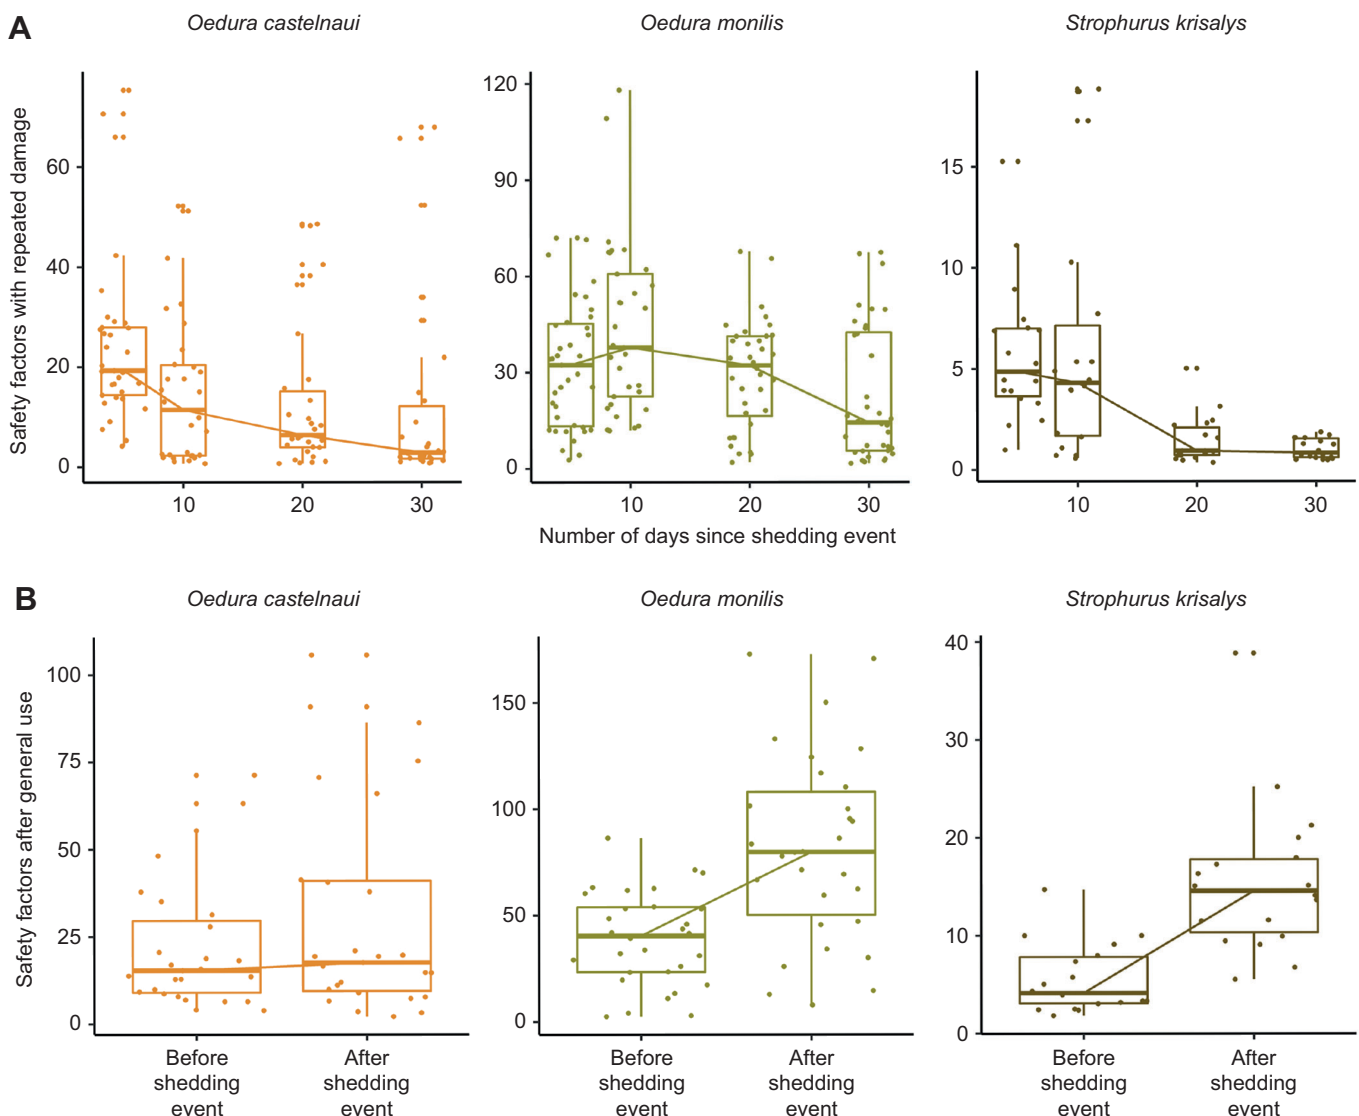 A
Oedura castelnaui
Oedura monilis
Strophurus krisalys
Safety factors with repeated damage
60
40
20
0
10
20
30
120
90
60
30
0
10
20
30
15
10
5
0
10
20
30
Number of days since shedding event
B
Oedura castelnaui
Oedura monilis
Strophurus krisalys
Safety factors after general use
100
75
50
25
0
Before
shedding
event
After
shedding
event
150
100
50
0
Before
shedding
event
After
shedding
event
40
30
20
10
0
Before
shedding
event
After
shedding
event